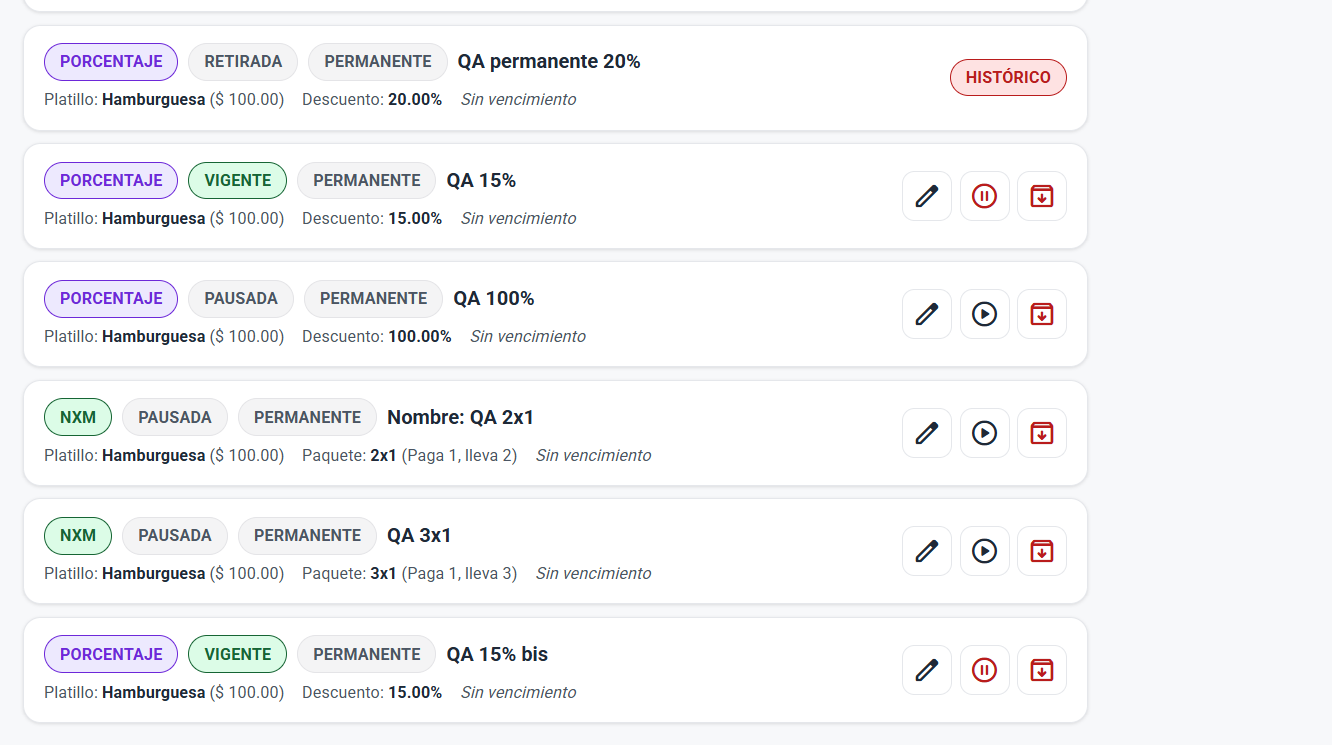 PORCENTAJE RETIRADA PERMANENTE QA permanente 20%
HISTÓRICO
Platillo: Hamburguesa ($ 100.00) Descuento: 20.00% Sin vencimiento
PORCENTAJE VIGENTE PERMANENTE QA 15%
Platillo: Hamburguesa ($ 100.00) Descuento: 15.00% Sin vencimiento
PORCENTAJE PAUSADA PERMANENTE QA 100%
Platillo: Hamburguesa ($ 100.00) Descuento: 100.00% Sin vencimiento
NXM PAUSADA PERMANENTE Nombre: QA 2x1
Platillo: Hamburguesa ($ 100.00) Paquete: 2x1 (Paga 1, lleva 2) Sin vencimiento
NXM PAUSADA PERMANENTE QA 3x1
Platillo: Hamburguesa ($ 100.00) Paquete: 3x1 (Paga 1, lleva 3) Sin vencimiento
PORCENTAJE VIGENTE PERMANENTE QA 15% bis
Platillo: Hamburguesa ($ 100.00) Descuento: 15.00% Sin vencimiento